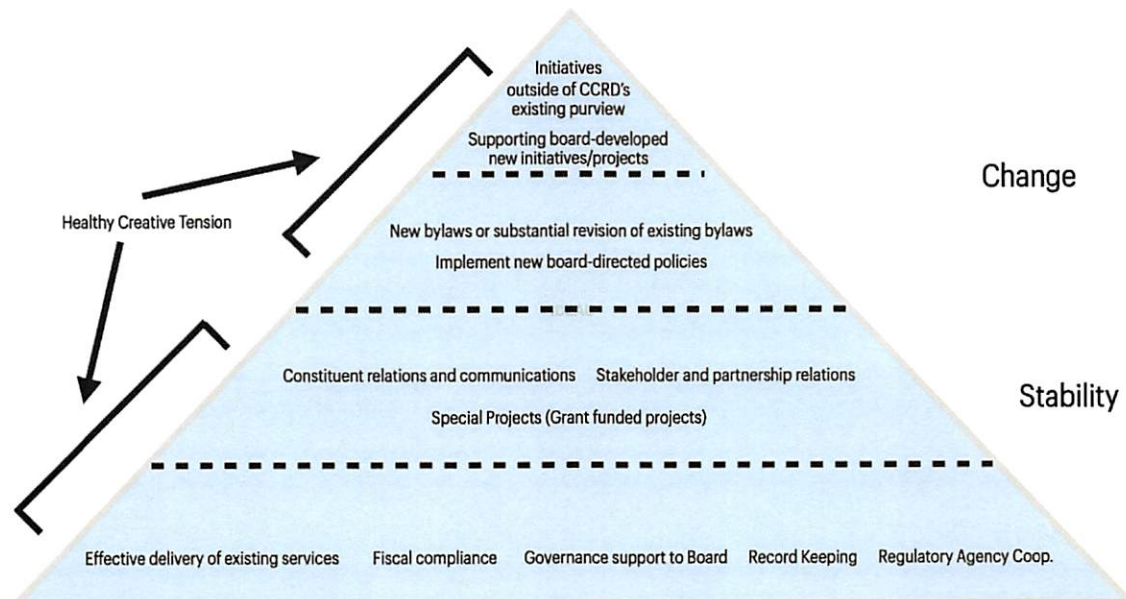 Initiatives
outside of CCRD's
existing purview
Supporting board-developed
new initiatives/projects
Change
Healthy Creative Tension
New bylaws or substantial revision of existing bylaws
Implement new board-directed policies
Constituent relations and communications Stakeholder and partnership relations
Stability
Special Projects (Grant funded projects)
Effective delivery of existing services Fiscal compliance Governance support to Board Record Keeping Regulatory Agency Coop.